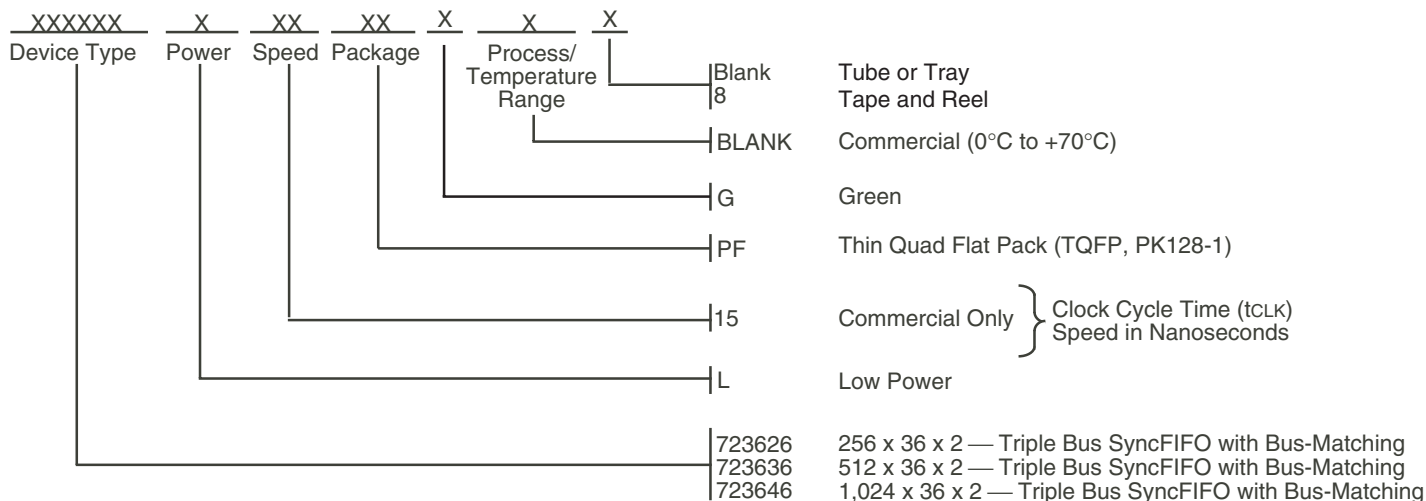 XXXXXX X XX XX X X X
Device Type Power Speed Package Process/
Temperature
Range
Blank Tube or Tray
8 Tape and Reel
BLANK Commercial (0°C to +70°C)
G Green
PF Thin Quad Flat Pack (TQFP, PK128-1)
15 Commercial Only Clock Cycle Time (tCLK)
Speed in Nanoseconds
L Low Power
723626 256 x 36 x 2 — Triple Bus SyncFIFO with Bus-Matching
723636 512 x 36 x 2 — Triple Bus SyncFIFO with Bus-Matching
723646 1,024 x 36 x 2 — Triple Bus SyncFIFO with Bus-Matching